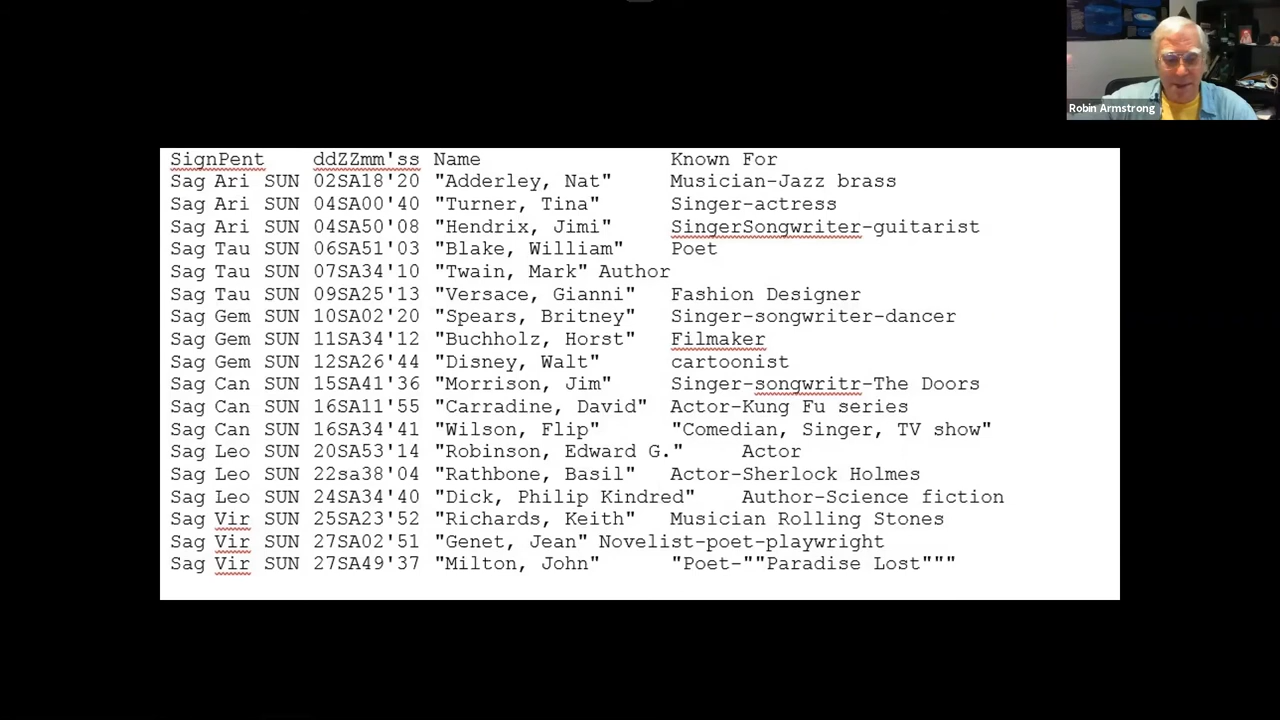 Robin Armstrong
SignPent ddZZmm'ss Name Known For
Sag Ari SUN 02SA18'20 "Adderley, Nat" Musician-Jazz brass
Sag Ari SUN 04SA00'40 "Turner, Tina" Singer-actress
Sag Ari SUN 04SA50'08 "Hendrix, Jimi" SingerSongwriter-guitarist
Sag Tau SUN 06SA51'03 "Blake, William" Poet
Sag Tau SUN 07SA34'10 "Twain, Mark" Author
Sag Tau SUN 09SA25'13 "Versace, Gianni" Fashion Designer
Sag Gem SUN 10SA02'20 "Spears, Britney" Singer-songwriter-dancer
Sag Gem SUN 11SA34'12 "Buchholz, Horst" Filmaker
Sag Gem SUN 12SA26'44 "Disney, Walt" cartoonist
Sag Can SUN 15SA41'36 "Morrison, Jim" Singer-songwritr-The Doors
Sag Can SUN 16SA11'55 "Carradine, David" Actor-Kung Fu series
Sag Can SUN 16SA34'41 "Wilson, Flip" "Comedian, Singer, TV show"
Sag Leo SUN 20SA53'14 "Robinson, Edward G." Actor
Sag Leo SUN 22sa38'04 "Rathbone, Basil" Actor-Sherlock Holmes
Sag Leo SUN 24SA34'40 "Dick, Philip Kindred" Author-Science fiction
Sag Vir SUN 25SA23'52 "Richards, Keith" Musician Rolling Stones
Sag Vir SUN 27SA02'51 "Genet, Jean" Novelist-poet-playwright
Sag Vir SUN 27SA49'37 "Milton, John" "Poet-""Paradise Lost"""